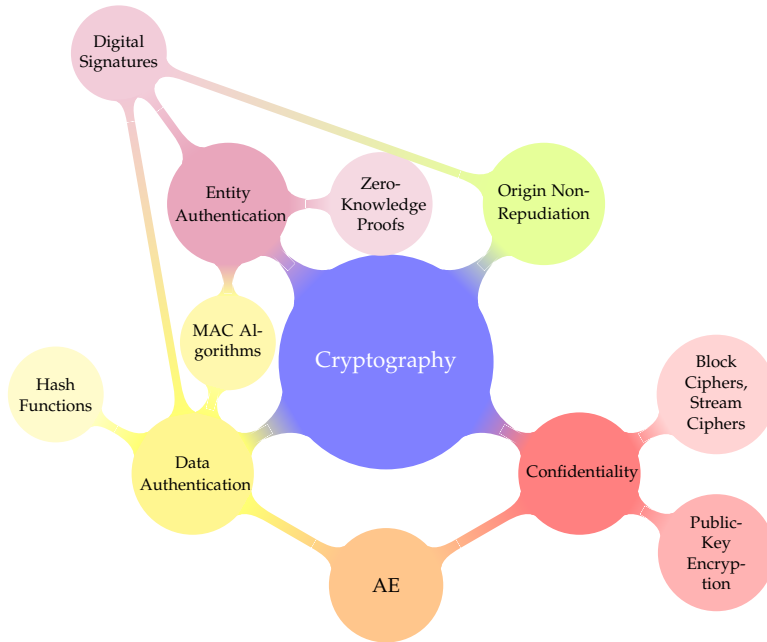 Digital
Signatures
Entity
Authentication
Zero-
Knowledge
Proofs
Origin Non-
Repudiation
MAC Al-
gorithms
Cryptography
Hash
Functions
Block
Ciphers,
Stream
Ciphers
Data
Authentication
Confidentiality
Public-
Key
Encryp-
tion
AE